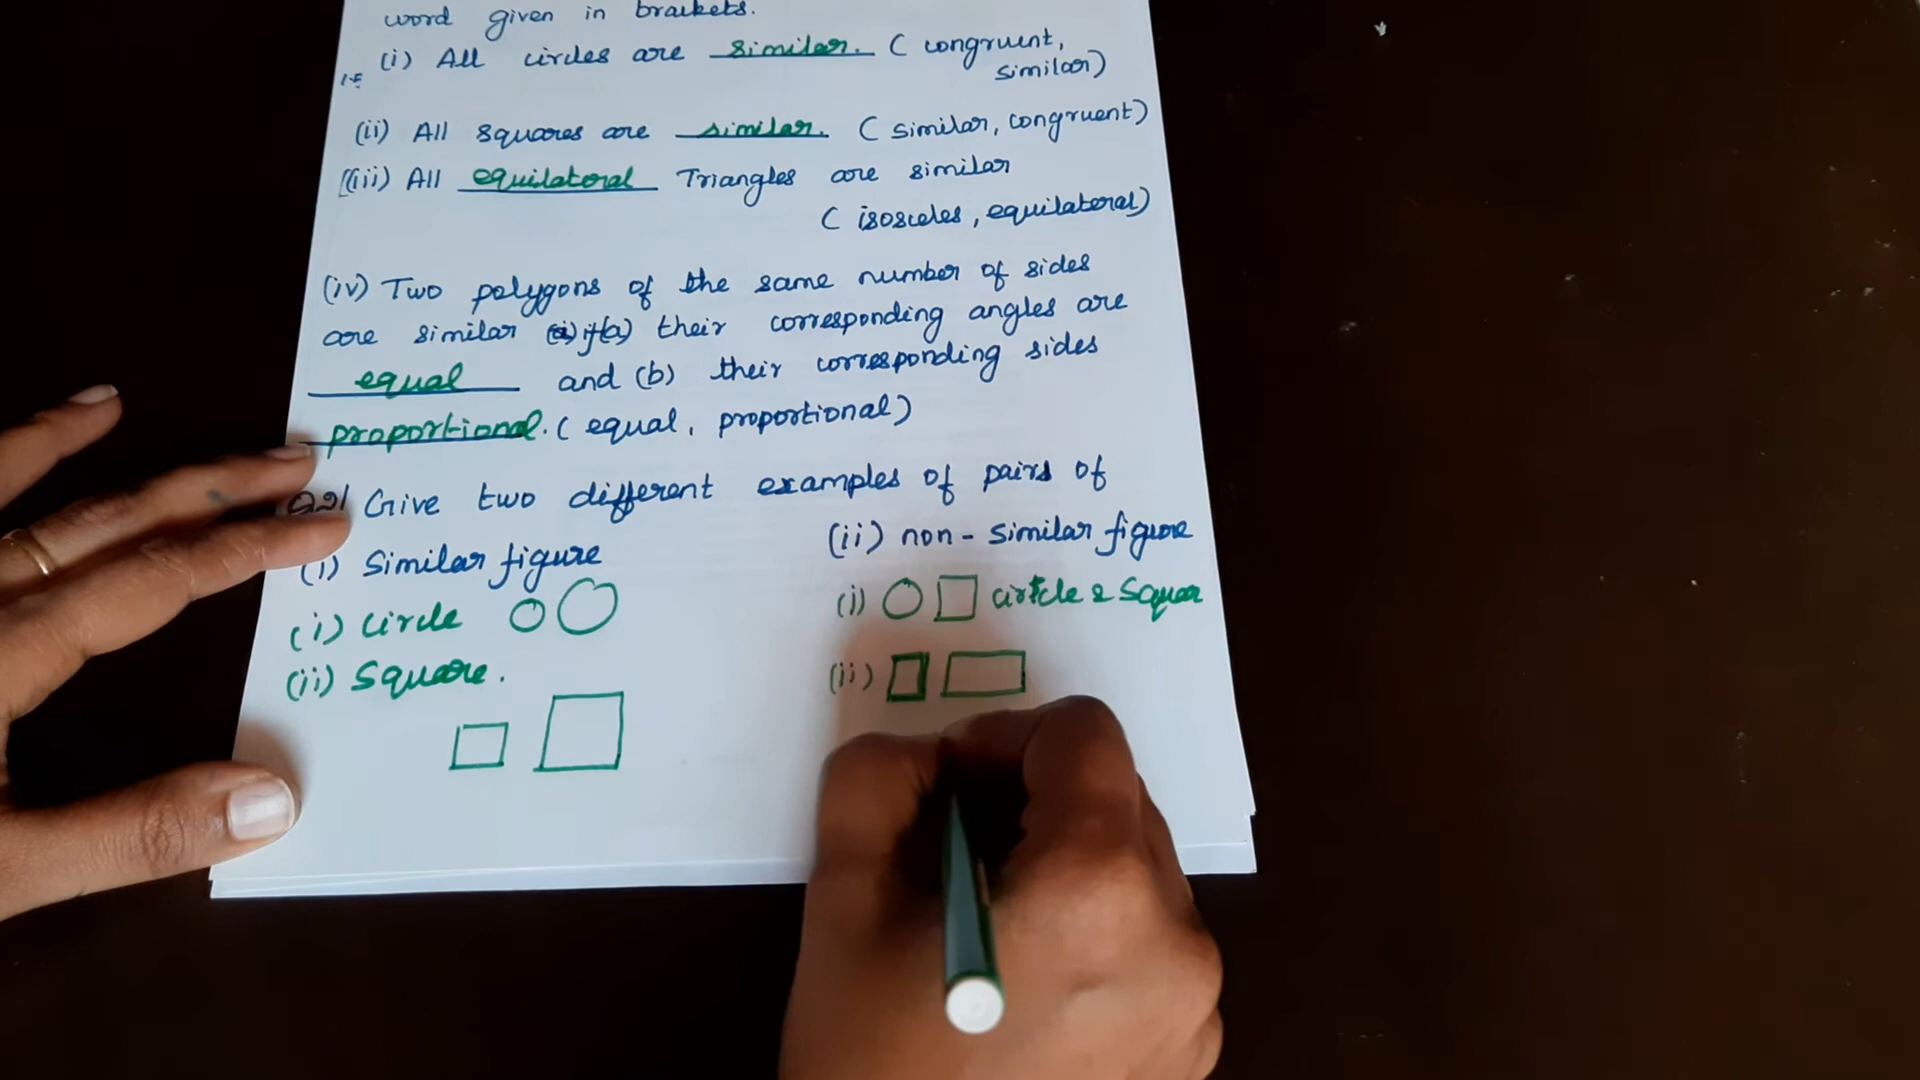 word given in brackets.
(i) All circles are similar. (congruent,
similar)
(ii) All squares are similar. (similar, congruent)
(iii) All equilateral Triangles are similar
(isosceles, equilateral)
(iv) Two polygons of the same number of sides
are similar if (a) their corresponding angles are
equal and (b) their corresponding sides
proportional. (equal, proportional)
Q2 Give two different examples of pairs of
(i) Similar figure (ii) non-similar figure
(i) circle (i) circle & Squar
(ii) Square. (ii)